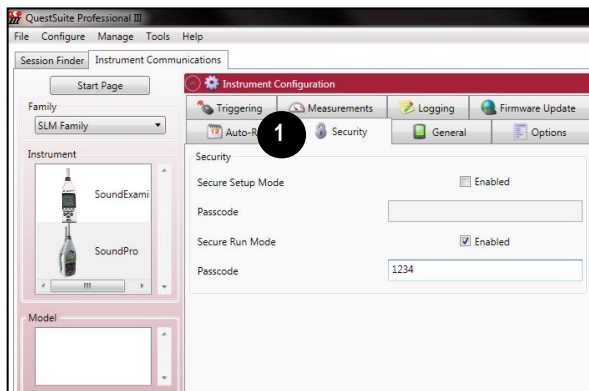 QuestSuite Professional III
File Configure Manage Tools Help
Session Finder Instrument Communications
Start Page
Family
SLM Family
Instrument
SoundExami
SoundPro
Model
Instrument Configuration
Triggering Measurements Logging Firmware Update
1 Security General Options
Security
Secure Setup Mode Enabled
Passcode
Secure Run Mode Enabled
Passcode 1234